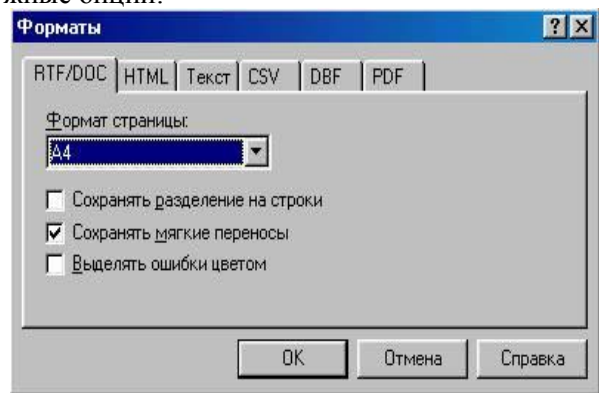 опции:
Форматы
RTF/DOC HTML Текст CSV DBF PDF
Формат страницы:
A4
Сохранять разделение на строки
Сохранять мягкие переносы
Выделять ошибки цветом
OK Отмена Справка